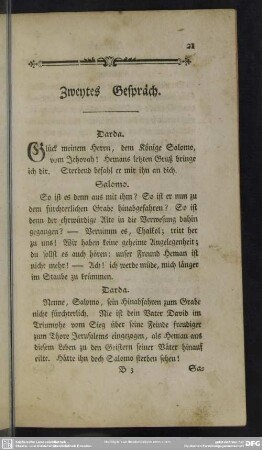 21
Zweytes Gespräch.
Darda.
Glück meinem Herrn, dem Könige Salomo,
vom Jehovah! Hemans letzten Gruß bringe
ich dir. Sterbend befahl er mir ihn an dich.
Salomo.
So ist es denn aus mit ihm? So ist er nun zu
dem fürchterlichen Grabe hinabgefahren? So ist
denn der ehrwürdige Alte in die Verwesung dahin
gegangen? — Vernimm es, Chalkol; tritt her
zu uns! Wir haben keine geheime Angelegenheit;
du sollst es auch hören: unser Freund Heman ist
nicht mehr! — Ach! ich werde müde, mich länger
im Staube zu krümmen.
Darda.
Nenne, Salomo, sein Hinabfahren zum Grabe
nicht fürchterlich. Nie ist dein Vater David im
Triumphe vom Sieg über seine Feinde freudiger
zum Thore Jerusalems eingezogen, als Heman aus
diesem Leben zu den Geistern seiner Väter hinauf
eilte. Hätte ihn doch Salomo sterben sehen!
B 3 Sa-